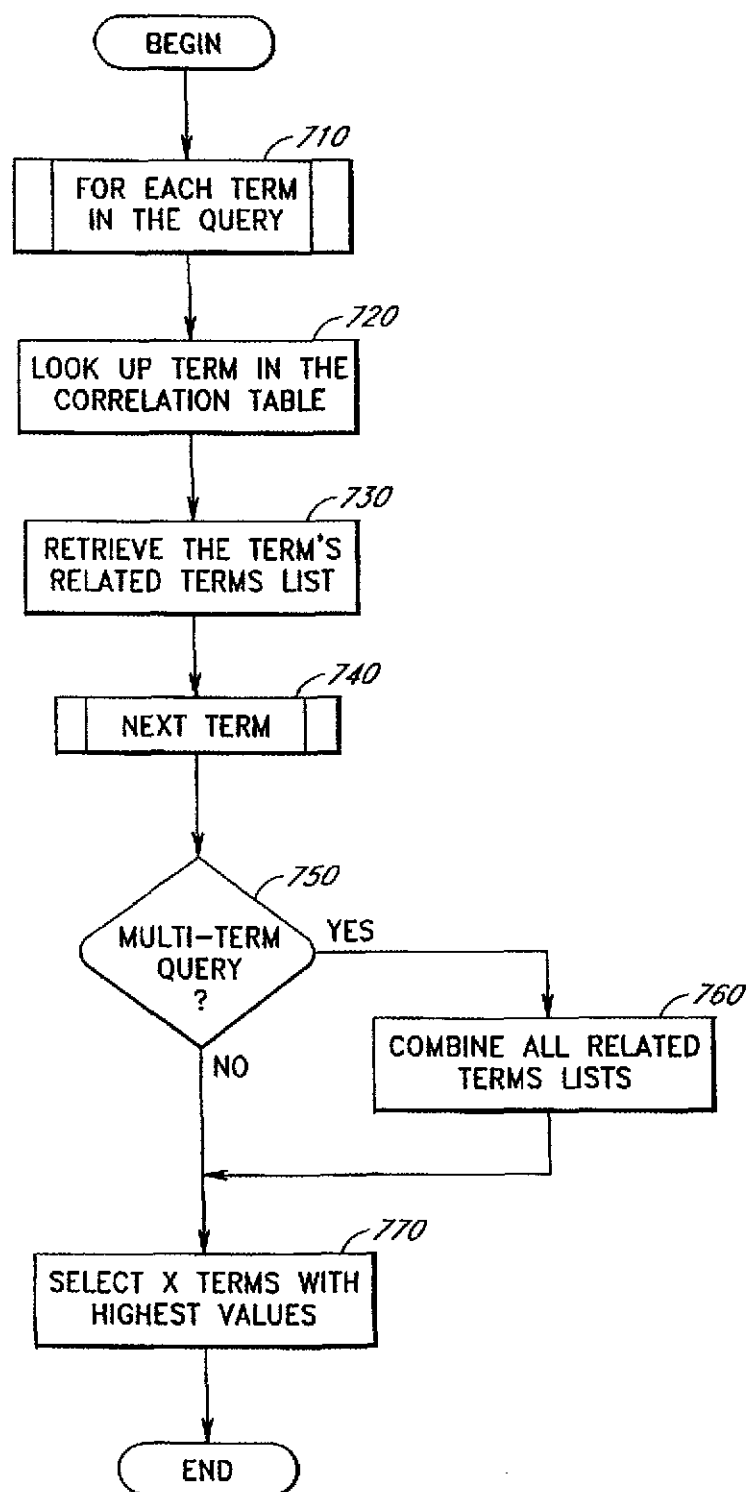 BEGIN
710
FOR EACH TERM
IN THE QUERY
720
LOOK UP TERM IN THE
CORRELATION TABLE
730
RETRIEVE THE TERM'S
RELATED TERMS LIST
740
NEXT TERM
750
MULTI-TERM
QUERY
?
YES
760
COMBINE ALL RELATED
TERMS LISTS
NO
770
SELECT X TERMS WITH
HIGHEST VALUES
END